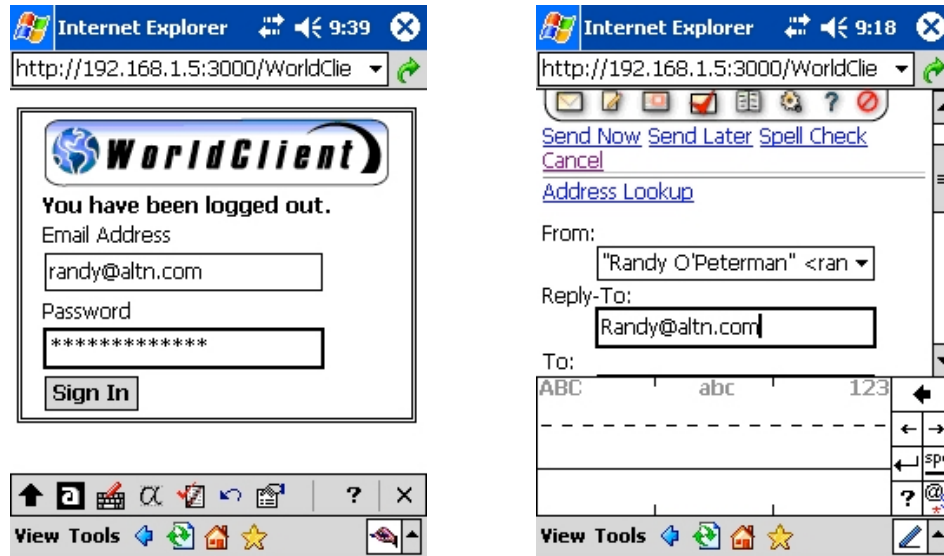 Internet Explorer 9:39
http://192.168.1.5:3000/WorldClie
WorldClient
You have been logged out.
Email Address
randy@altn.com
Password
*************
Sign In
a α ?
View Tools
Internet Explorer 9:18
http://192.168.1.5:3000/WorldClie
?
Send Now Send Later Spell Check
Cancel
Address Lookup
From:
"Randy O'Peterman" <ran
Reply-To:
Randy@altn.com
To:
ABC abc 123
?
@
View Tools